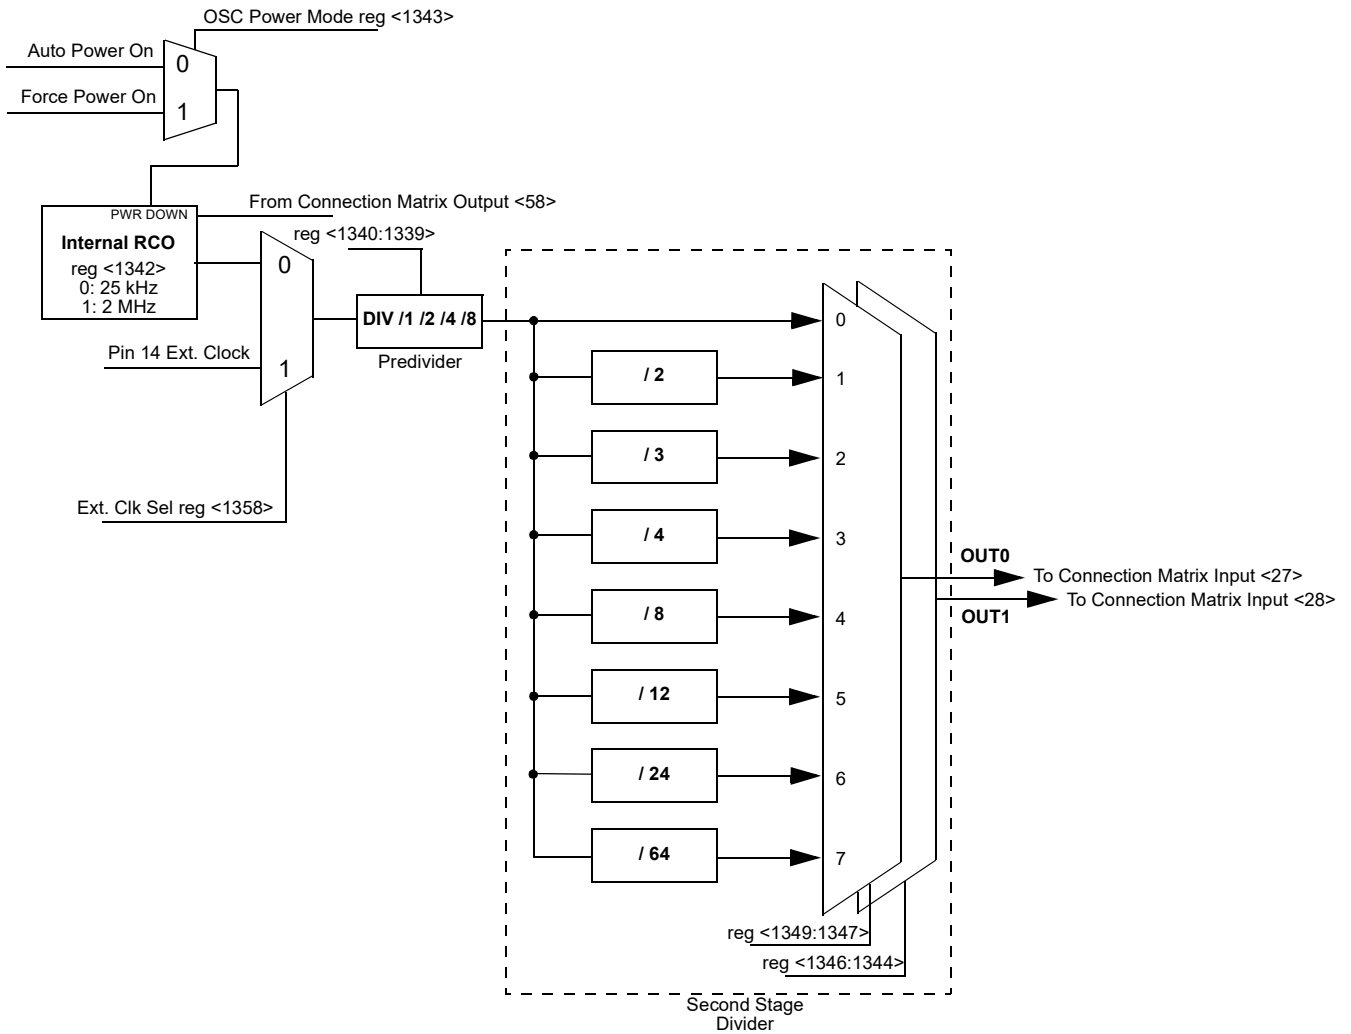 OSC Power Mode reg <1343>
Auto Power On
0
Force Power On
1
From Connection Matrix Output <58>
PWR DOWN
Internal RCO
reg <1342>
0: 25 kHz
1: 2 MHz
reg <1340:1339>
0
DIV /1 /2 /4 /8
Predivider
Pin 14 Ext. Clock
1
Ext. Clk Sel reg <1358>
0
/ 2
1
/ 3
2
/ 4
3
/ 8
4
/ 12
5
/ 24
6
/ 64
7
OUT0
To Connection Matrix Input <27>
To Connection Matrix Input <28>
OUT1
reg <1349:1347>
reg <1346:1344>
Second Stage
Divider